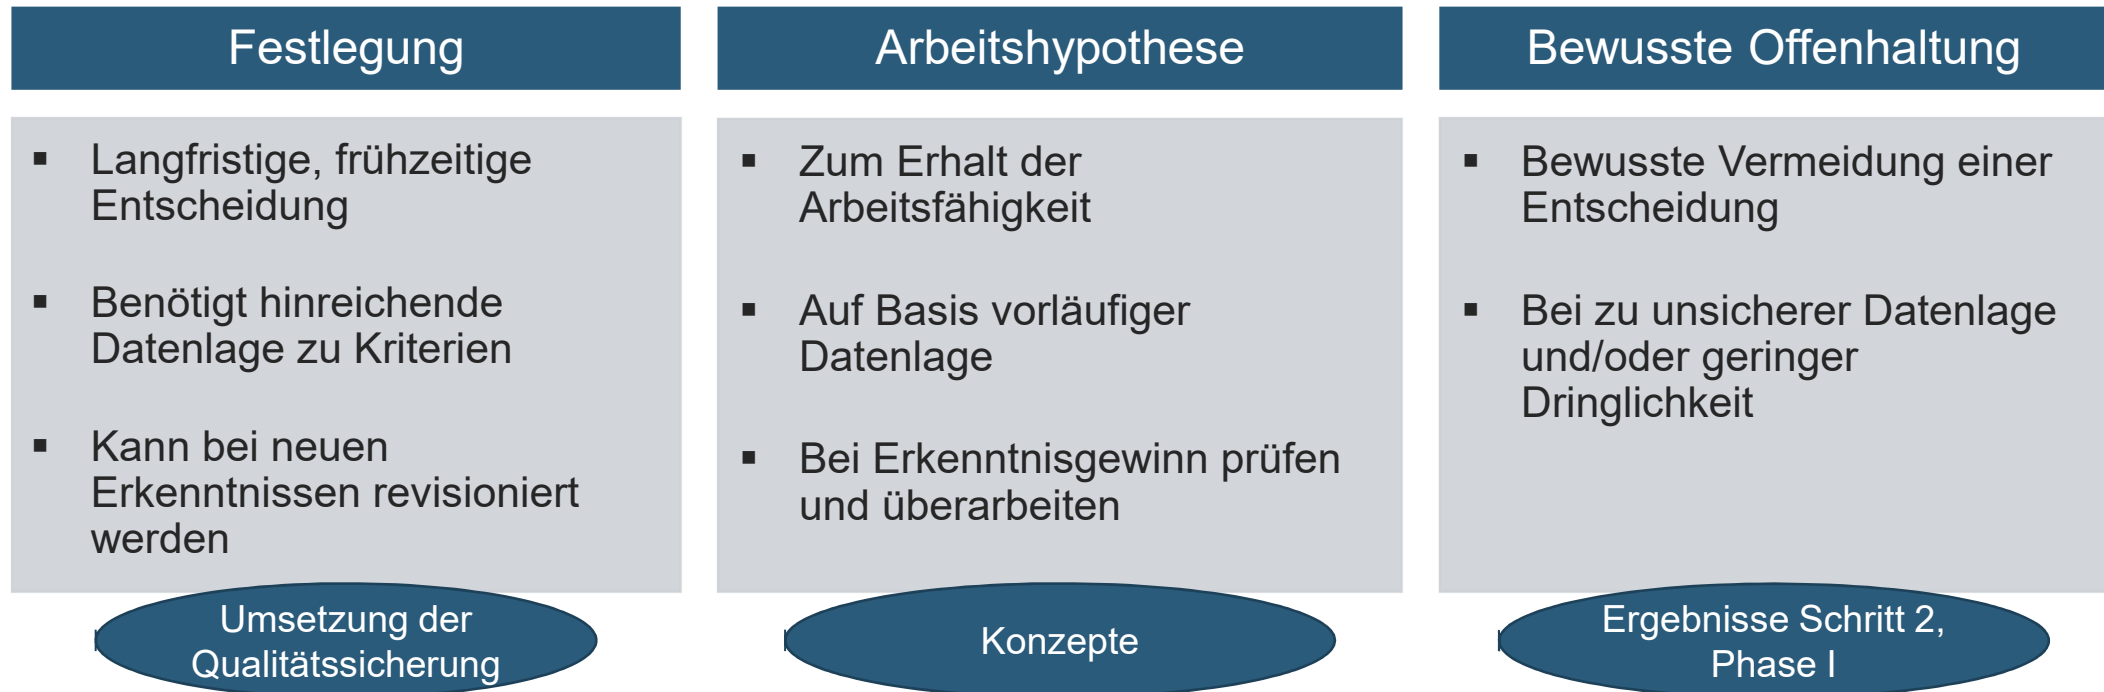 Festlegung
▪ Langfristige, frühzeitige
Entscheidung
▪ Benötigt hinreichende
Datenlage zu Kriterien
▪ Kann bei neuen
Erkenntnissen revisioniert
werden
Umsetzung der
Qualitätssicherung
Arbeitshypothese
▪ Zum Erhalt der
Arbeitsfähigkeit
▪ Auf Basis vorläufiger
Datenlage
▪ Bei Erkenntnisgewinn prüfen
und überarbeiten
Konzepte
Bewusste Offenhaltung
▪ Bewusste Vermeidung einer
Entscheidung
▪ Bei zu unsicherer Datenlage
und/oder geringer
Dringlichkeit
Ergebnisse Schritt 2,
Phase I